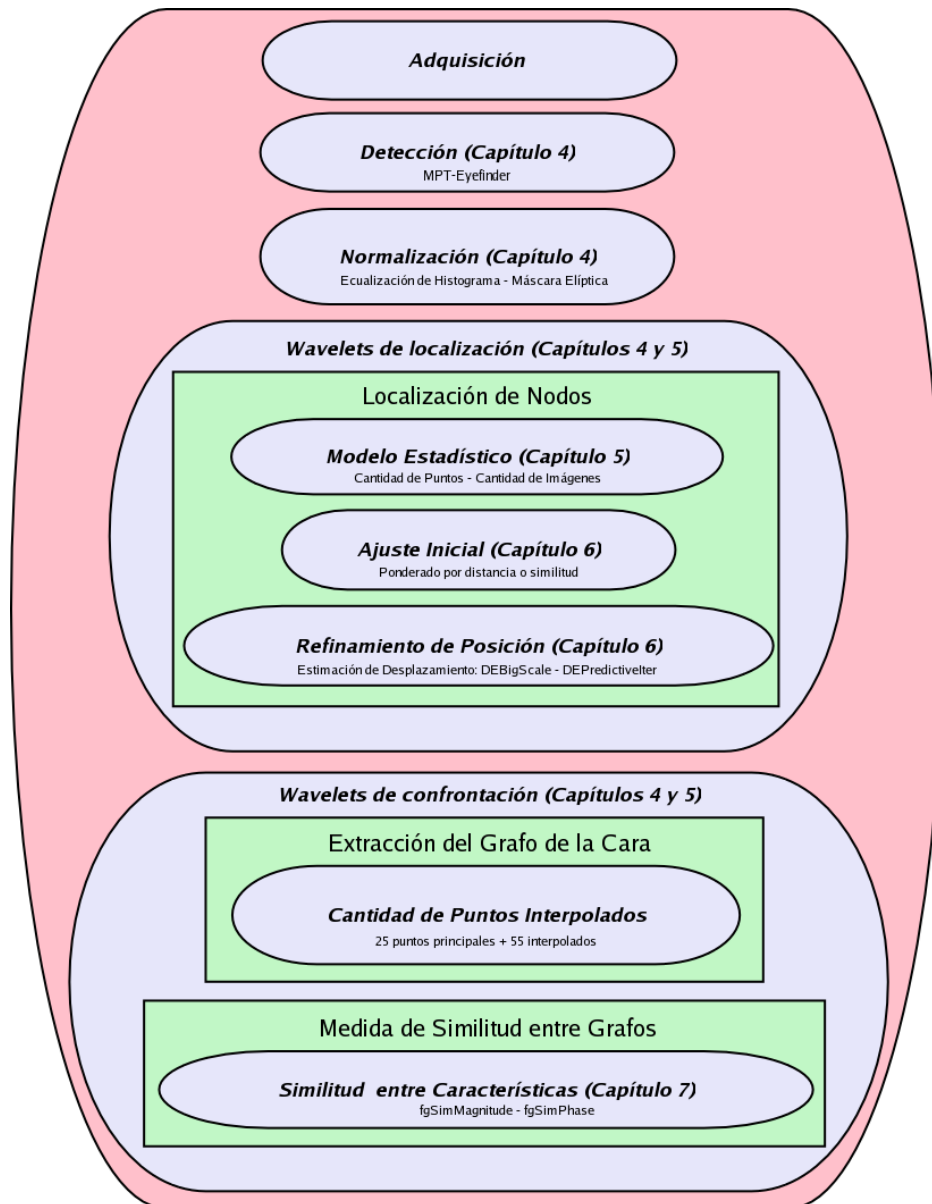 Adquisición
Detección (Capítulo 4)
MPT-Eyefinder
Normalización (Capítulo 4)
Ecualización de Histograma - Máscara Elíptica
Wavelets de localización (Capítulos 4 y 5)
Localización de Nodos
Modelo Estadístico (Capítulo 5)
Cantidad de Puntos - Cantidad de Imágenes
Ajuste Inicial (Capítulo 6)
Ponderado por distancia o similitud
Refinamiento de Posición (Capítulo 6)
Estimación de Desplazamiento: DEBigScale - DEPredictiveIter
Wavelets de confrontación (Capítulos 4 y 5)
Extracción del Grafo de la Cara
Cantidad de Puntos Interpolados
25 puntos principales + 55 interpolados
Medida de Similitud entre Grafos
Similitud entre Características (Capítulo 7)
fgSimMagnitude - fgSimPhase